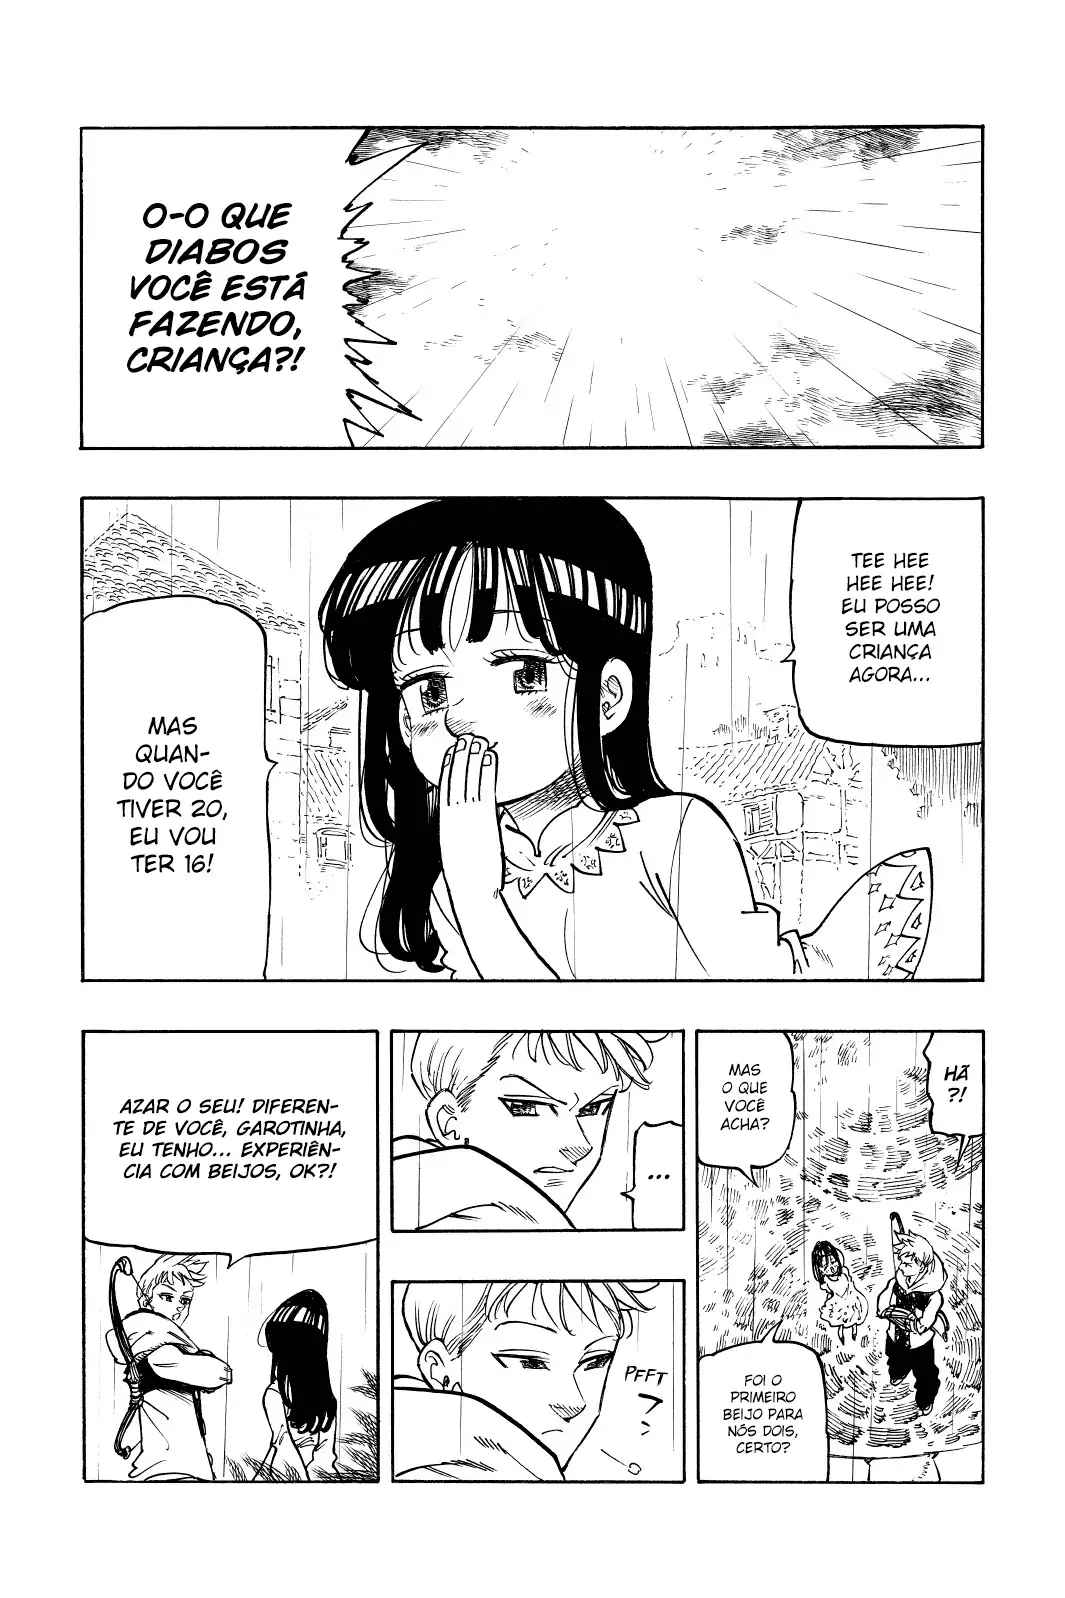 O-O QUE
DIABOS
VOCÊ ESTÁ
FAZENDO,
CRIANÇA?!
TEE HEE
HEE HEE!
EU POSSO
SER UMA
CRIANÇA
AGORA...
MAS
QUAN-
DO VOCÊ
TIVER 20,
EU VOU
TER 16!
HÃ
?!
MAS
O QUE
VOCÊ
ACHA?
FOI O
PRIMEIRO
BEIJO PARA
NÓS DOIS,
CERTO?
...
PFFT
フッ
AZAR O SEU! DIFEREN-
TE DE VOCÊ, GAROTINHA,
EU TENHO... EXPERIÊN-
CIA COM BEIJOS, OK?!